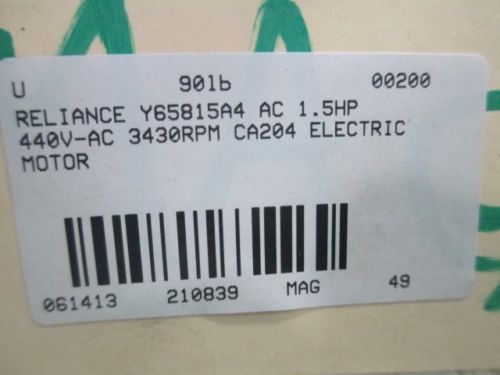 U 901b 00200
RELIANCE Y65815A4 AC 1.5HP
440V-AC 3430RPM CA204 ELECTRIC
MOTOR
061413 210839 MAG 49